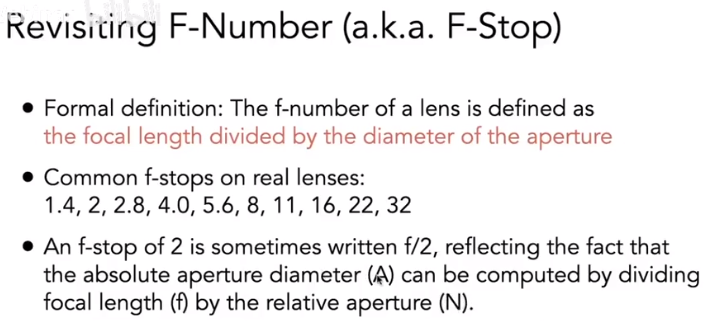 Revisiting F-Number (a.k.a. F-Stop)
● Formal definition: The f-number of a lens is defined as
the focal length divided by the diameter of the aperture
● Common f-stops on real lenses:
1.4, 2, 2.8, 4.0, 5.6, 8, 11, 16, 22, 32
● An f-stop of 2 is sometimes written f/2, reflecting the fact that
the absolute aperture diameter (A) can be computed by dividing
focal length (f) by the relative aperture (N).